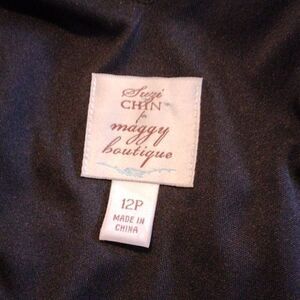 Suzi
CHIN
for
maggy
boutique
12P
MADE IN
CHINA